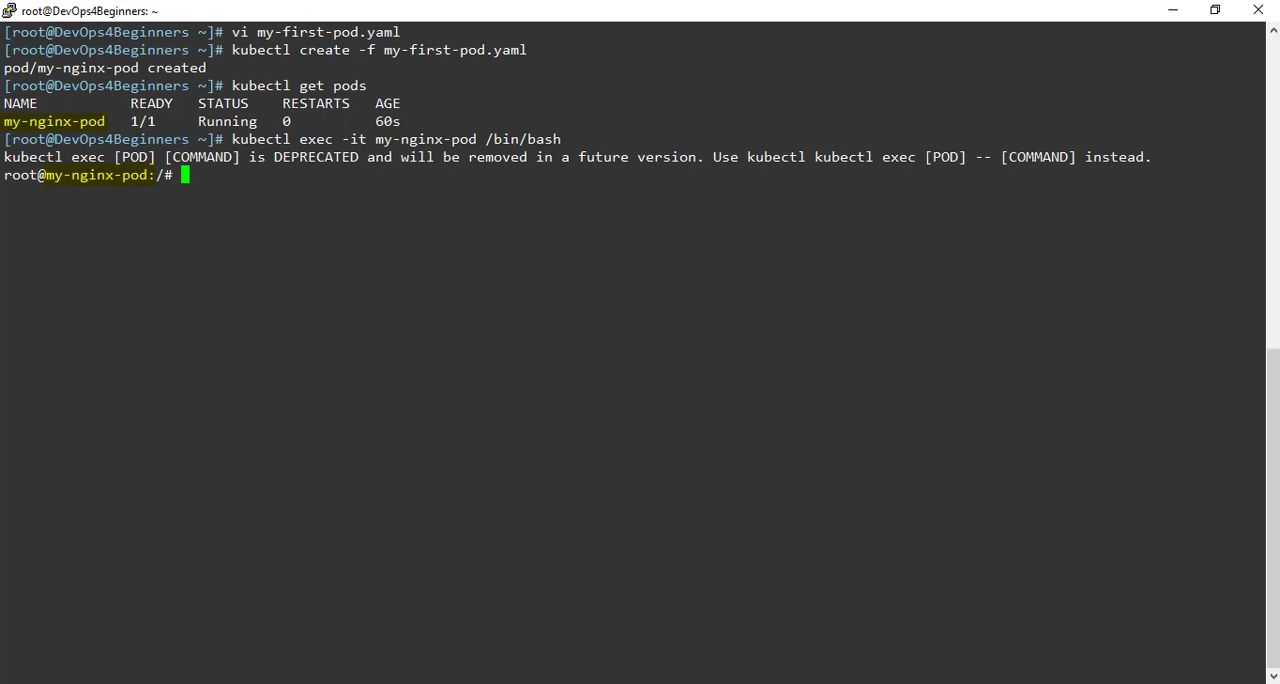 root@DevOps4Beginners: ~
[root@DevOps4Beginners ~]# vi my-first-pod.yaml
[root@DevOps4Beginners ~]# kubectl create -f my-first-pod.yaml
pod/my-nginx-pod created
[root@DevOps4Beginners ~]# kubectl get pods
NAME READY STATUS RESTARTS AGE
my-nginx-pod 1/1 Running 0 60s
[root@DevOps4Beginners ~]# kubectl exec -it my-nginx-pod /bin/bash
kubectl exec [POD] [COMMAND] is DEPRECATED and will be removed in a future version. Use kubectl kubectl exec [POD] -- [COMMAND] instead.
root@my-nginx-pod:/#